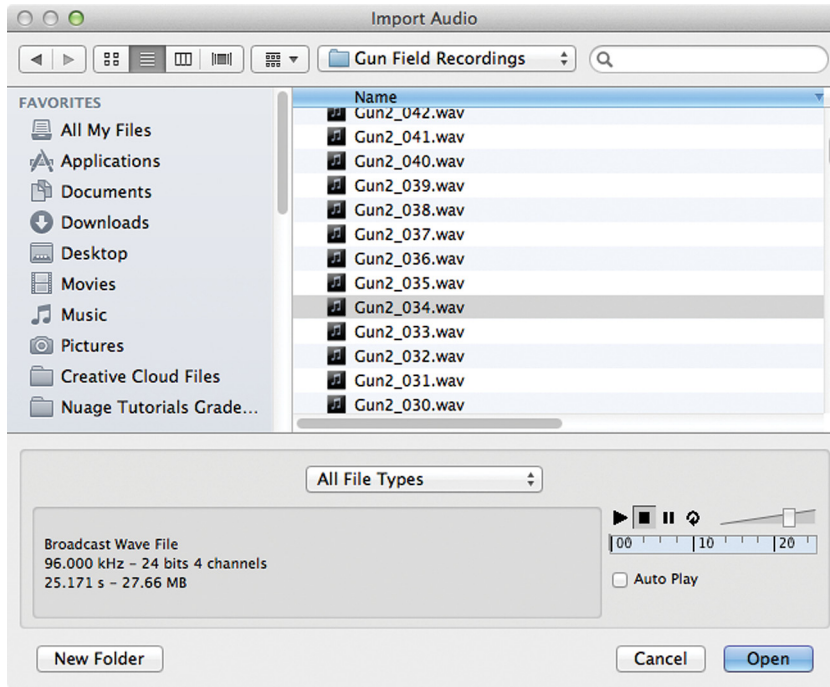 Import Audio
Gun Field Recordings
FAVORITES
All My Files
Applications
Documents
Downloads
Desktop
Movies
Music
Pictures
Creative Cloud Files
Nuage Tutorials Grade...
Name
Gun2_042.wav
Gun2_041.wav
Gun2_040.wav
Gun2_039.wav
Gun2_038.wav
Gun2_037.wav
Gun2_036.wav
Gun2_035.wav
Gun2_034.wav
Gun2_033.wav
Gun2_032.wav
Gun2_031.wav
Gun2_030.wav
All File Types
Broadcast Wave File
96.000 kHz – 24 bits 4 channels
25.171 s – 27.66 MB
00 10 20
Auto Play
New Folder
Cancel
Open